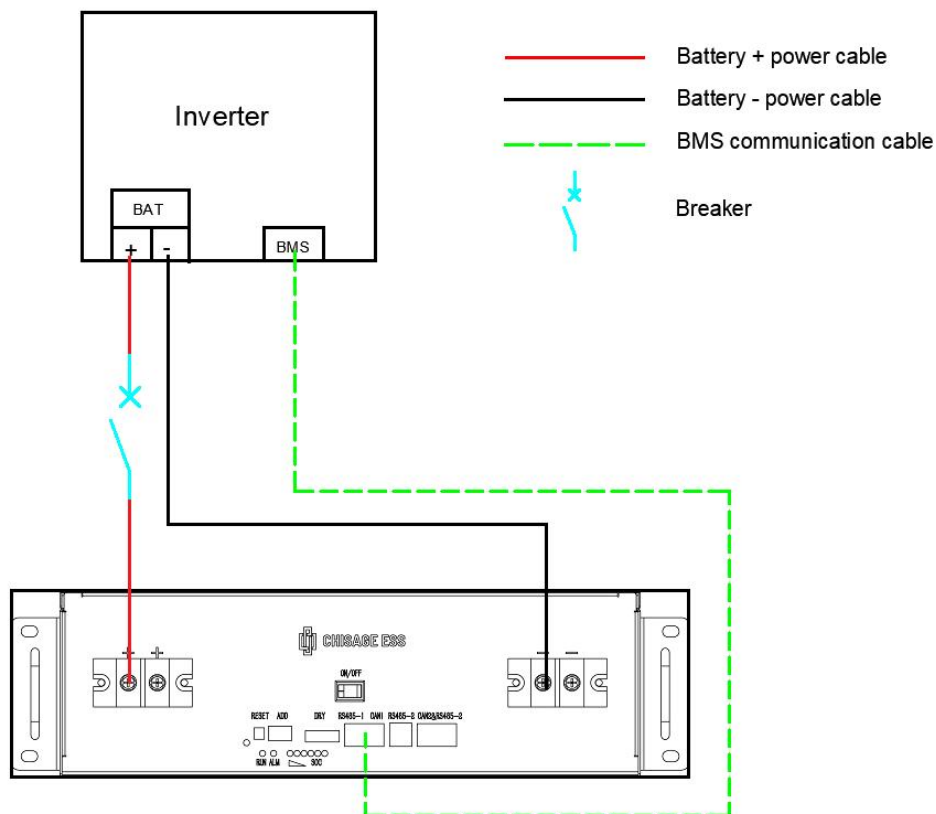 Inverter
BAT
+ -
BMS
Battery + power cable
Battery - power cable
BMS communication cable
Breaker
CHISAGE ESS
+ +
- -
ON/OFF
RESET ADD DRY RS485-1 CAN1 RS485-2 CAN2&RS485-2
RUN ALM SOC